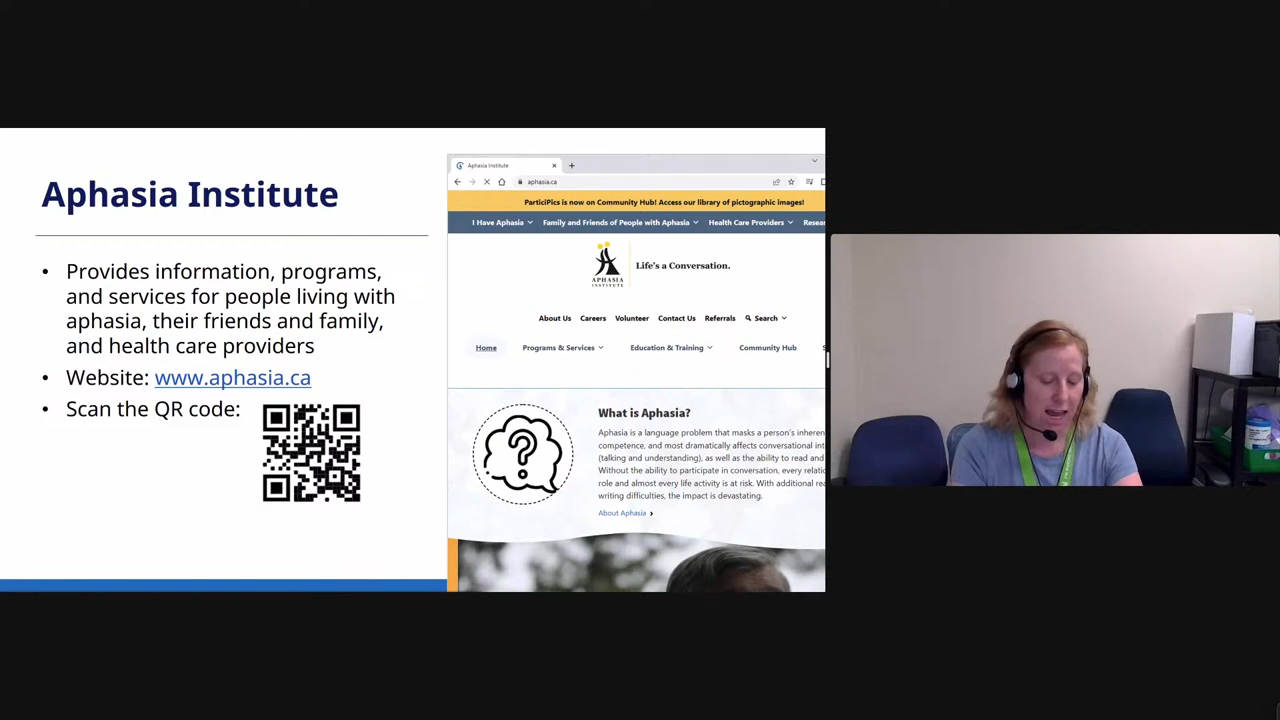 Aphasia Institute
• Provides information, programs,
and services for people living with
aphasia, their friends and family,
and health care providers
• Website: www.aphasia.ca
• Scan the QR code:
Aphasia Institute
aphasia.ca
ParticiPics is now on Community Hub! Access our library of pictographic images!
I Have Aphasia Family and Friends of People with Aphasia Health Care Providers Resear
APHASIA
INSTITUTE
Life's a Conversation.
About Us Careers Volunteer Contact Us Referrals Search
Home Programs & Services Education & Training Community Hub S
What is Aphasia?
Aphasia is a language problem that masks a person's inheren
competence, and most dramatically affects conversational int
(talking and understanding), as well as the ability to read and
Without the ability to participate in conversation, every relatio
role and almost every life activity is at risk. With additional rea
writing difficulties, the impact is devastating.
About Aphasia